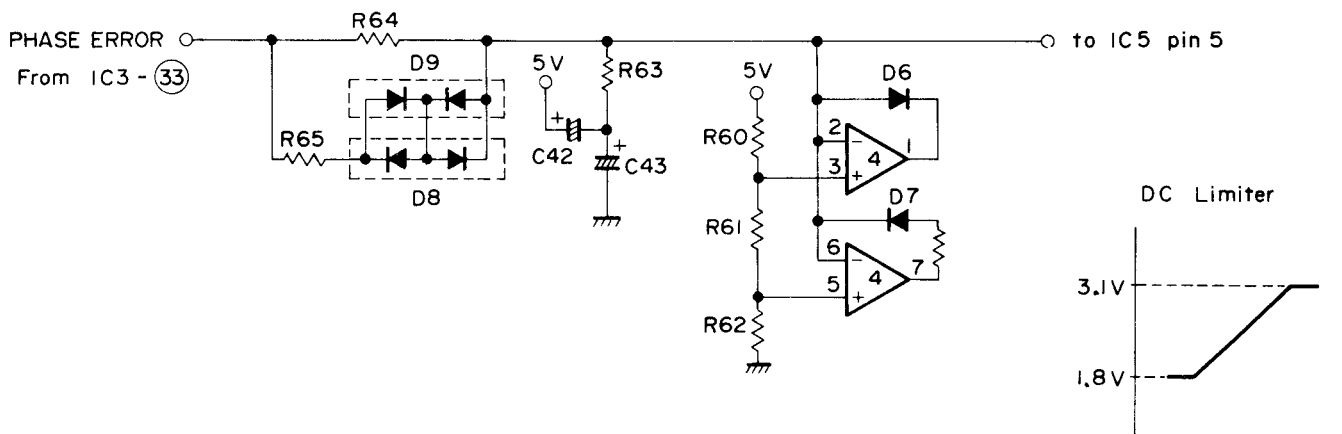 R64
PHASE ERROR
to IC5 pin 5
From IC3-(33)
D9
5V
R63
5V
D6
R65
R60
2
1
4
3
C42
C43
D8
D7
DC Limiter
R61
6
4
7
5
3.1V
R62
1.8V
+
+
−
+
−
+